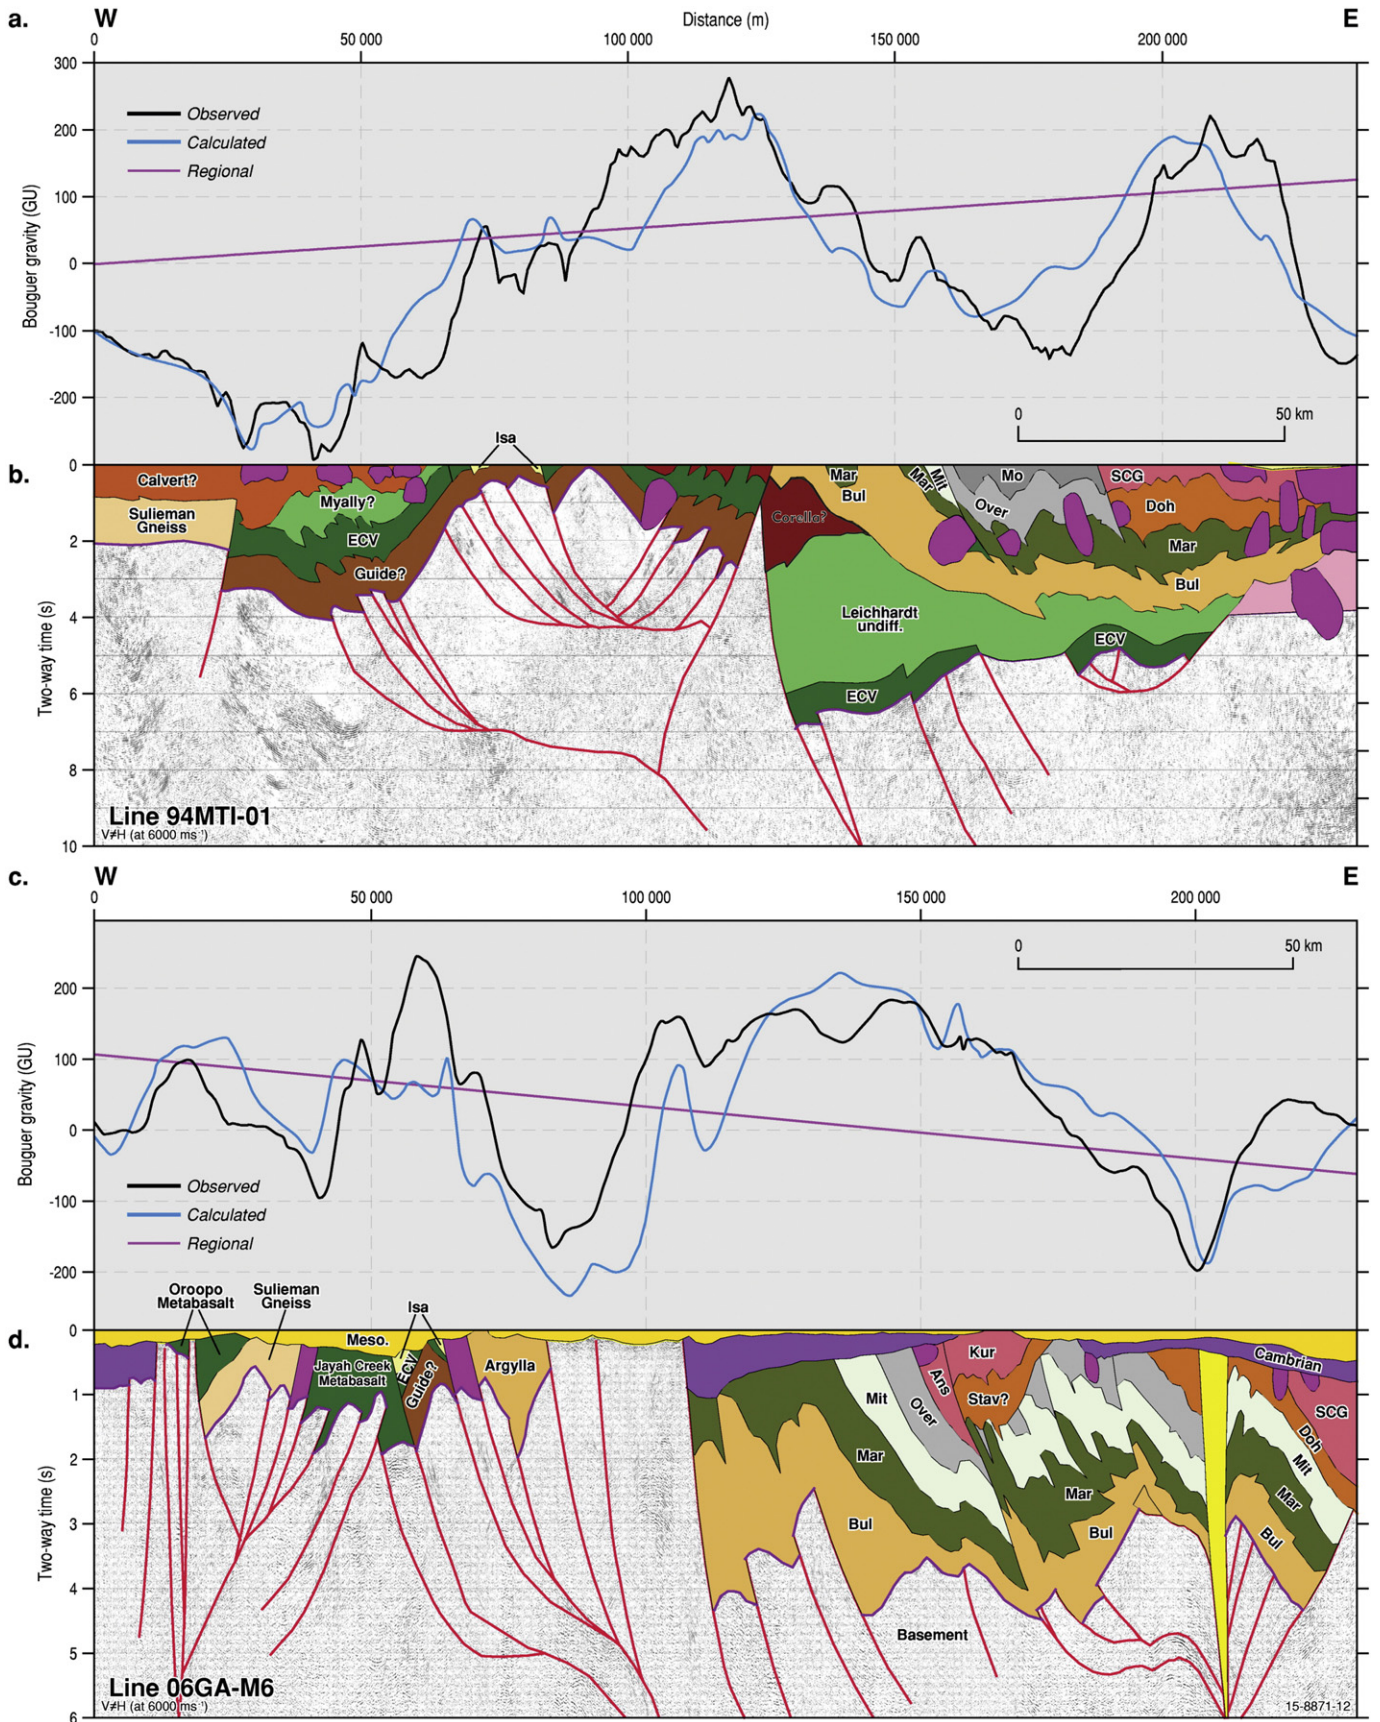 a.
W
Distance (m)
E
0
50 000
100 000
150 000
200 000
300
200
100
0
-100
-200
Bouguer gravity (GU)
Observed
Calculated
Regional
0
50 km
Isa
b.
0
2
4
6
8
10
Two-way time (s)
Calvert?
Sulieman
Gneiss
Myally?
ECV
Guide?
Corella?
Mar
Bul
Mar
Mit
Mo
Over
SCG
Doh
Mar
Bul
Leichhardt
undiff.
ECV
ECV
Line 94MTI-01
V≠H (at 6000 ms⁻¹)
c.
W
E
0
50 000
100 000
150 000
200 000
0
50 km
200
100
0
-100
-200
Bouguer gravity (GU)
Observed
Calculated
Regional
Oroopo
Metabasalt
Sulieman
Gneiss
Isa
d.
0
1
2
3
4
5
6
Two-way time (s)
Meso.
Jayah Creek
Metabasalt
ECV
Guide?
Argylla
Cambrian
Kur
Ans
Stav?
Mit
Over
Mar
Bul
Mar
Bul
SCG
Doh
Mit
Mar
Bul
Basement
Line 06GA-M6
V≠H (at 6000 ms⁻¹)
15-8871-12